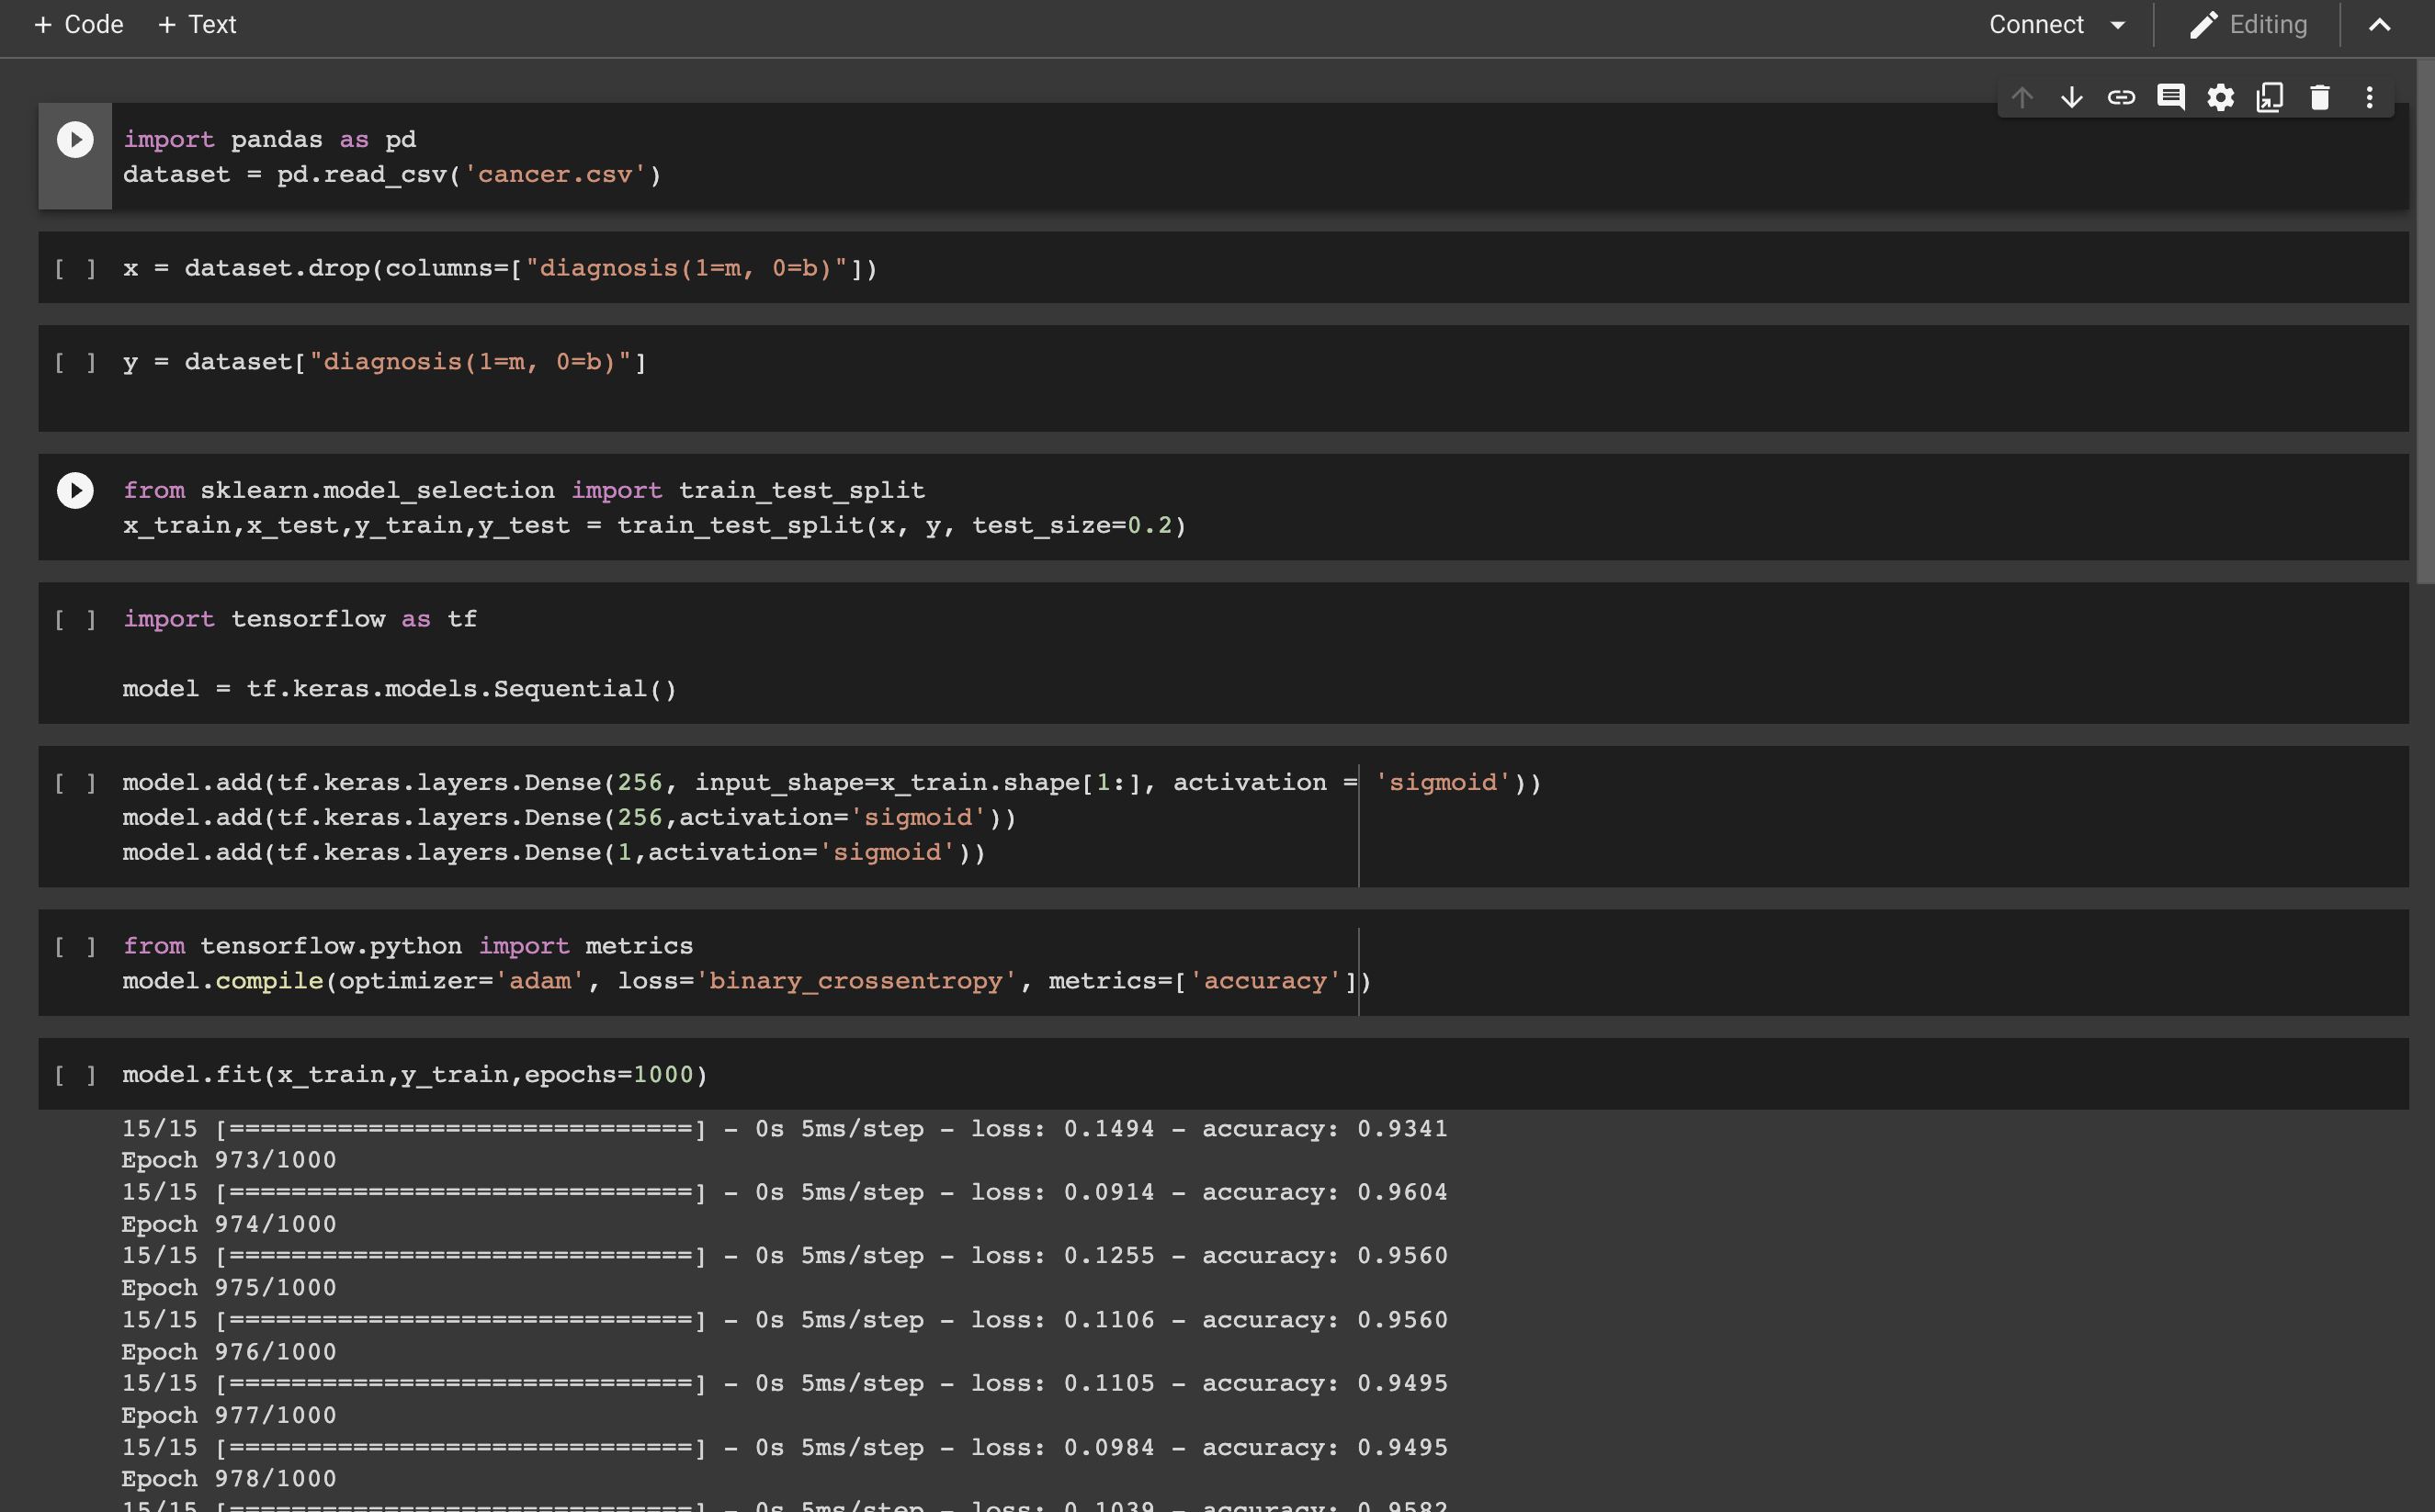 + Code + Text Connect Editing
import pandas as pd
dataset = pd.read_csv('cancer.csv')
[ ] x = dataset.drop(columns=["diagnosis(1=m, 0=b)"])
[ ] y = dataset["diagnosis(1=m, 0=b)"]
from sklearn.model_selection import train_test_split
x_train,x_test,y_train,y_test = train_test_split(x, y, test_size=0.2)
[ ] import tensorflow as tf
model = tf.keras.models.Sequential()
[ ] model.add(tf.keras.layers.Dense(256, input_shape=x_train.shape[1:], activation = 'sigmoid'))
model.add(tf.keras.layers.Dense(256,activation='sigmoid'))
model.add(tf.keras.layers.Dense(1,activation='sigmoid'))
[ ] from tensorflow.python import metrics
model.compile(optimizer='adam', loss='binary_crossentropy', metrics=['accuracy'])
[ ] model.fit(x_train,y_train,epochs=1000)
15/15 [==============================] - 0s 5ms/step - loss: 0.1494 - accuracy: 0.9341
Epoch 973/1000
15/15 [==============================] - 0s 5ms/step - loss: 0.0914 - accuracy: 0.9604
Epoch 974/1000
15/15 [==============================] - 0s 5ms/step - loss: 0.1255 - accuracy: 0.9560
Epoch 975/1000
15/15 [==============================] - 0s 5ms/step - loss: 0.1106 - accuracy: 0.9560
Epoch 976/1000
15/15 [==============================] - 0s 5ms/step - loss: 0.1105 - accuracy: 0.9495
Epoch 977/1000
15/15 [==============================] - 0s 5ms/step - loss: 0.0984 - accuracy: 0.9495
Epoch 978/1000
15/15 [==============================] - 0s 5ms/step - loss: 0.1039 - accuracy: 0.9582